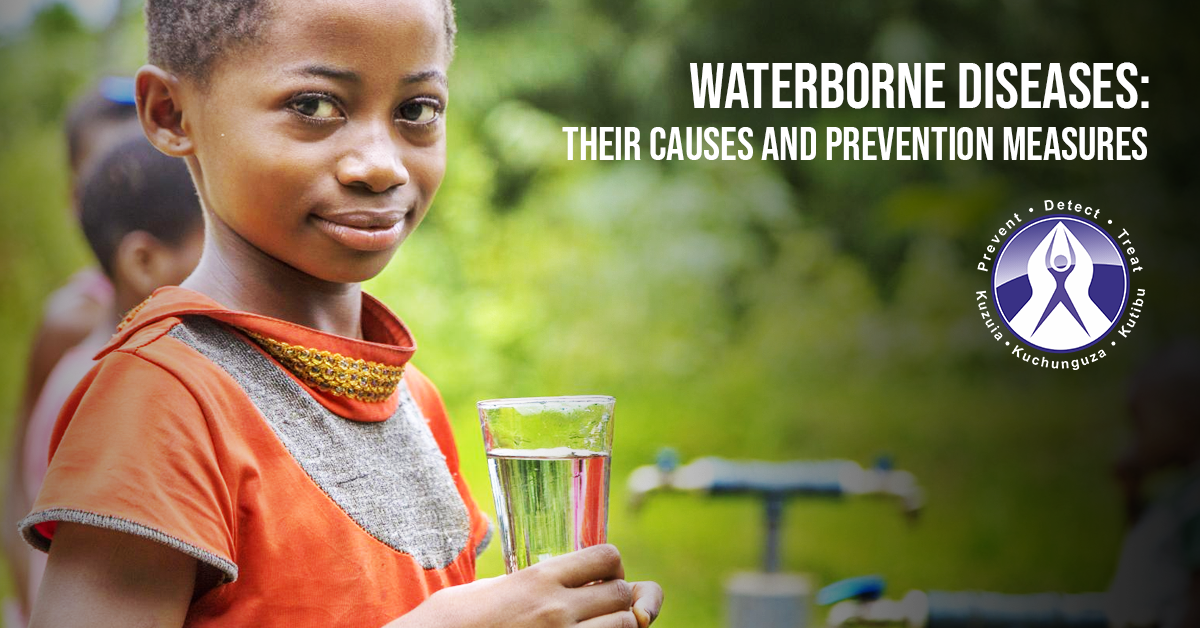 WATERBORNE DISEASES:
THEIR CAUSES AND PREVENTION MEASURES
Prevent • Detect • Treat
Kuzuia • Kuchunguza • Kutibu